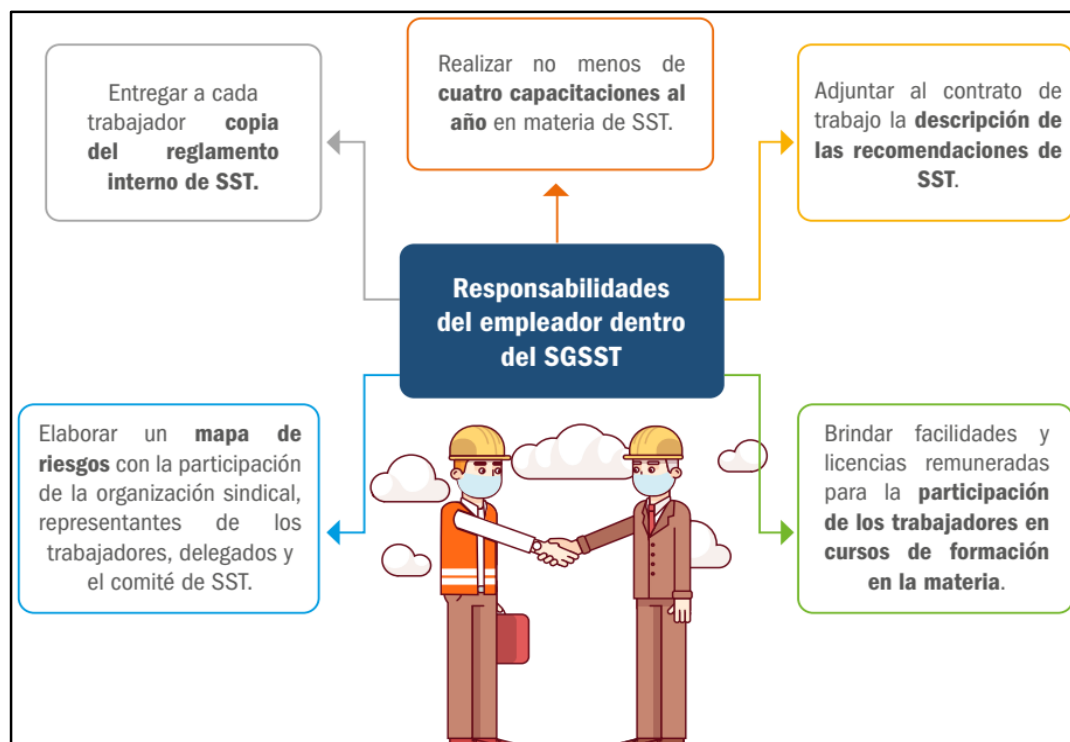 Entregar a cada
trabajador copia
del reglamento
interno de SST.
Realizar no menos de
cuatro capacitaciones al
año en materia de SST.
Adjuntar al contrato de
trabajo la descripción de
las recomendaciones de
SST.
Responsabilidades
del empleador dentro
del SGSST
Elaborar un mapa de
riesgos con la participación
de la organización sindical,
representantes de los
trabajadores, delegados y
el comité de SST.
Brindar facilidades y
licencias remuneradas
para la participación
de los trabajadores en
cursos de formación
en la materia.